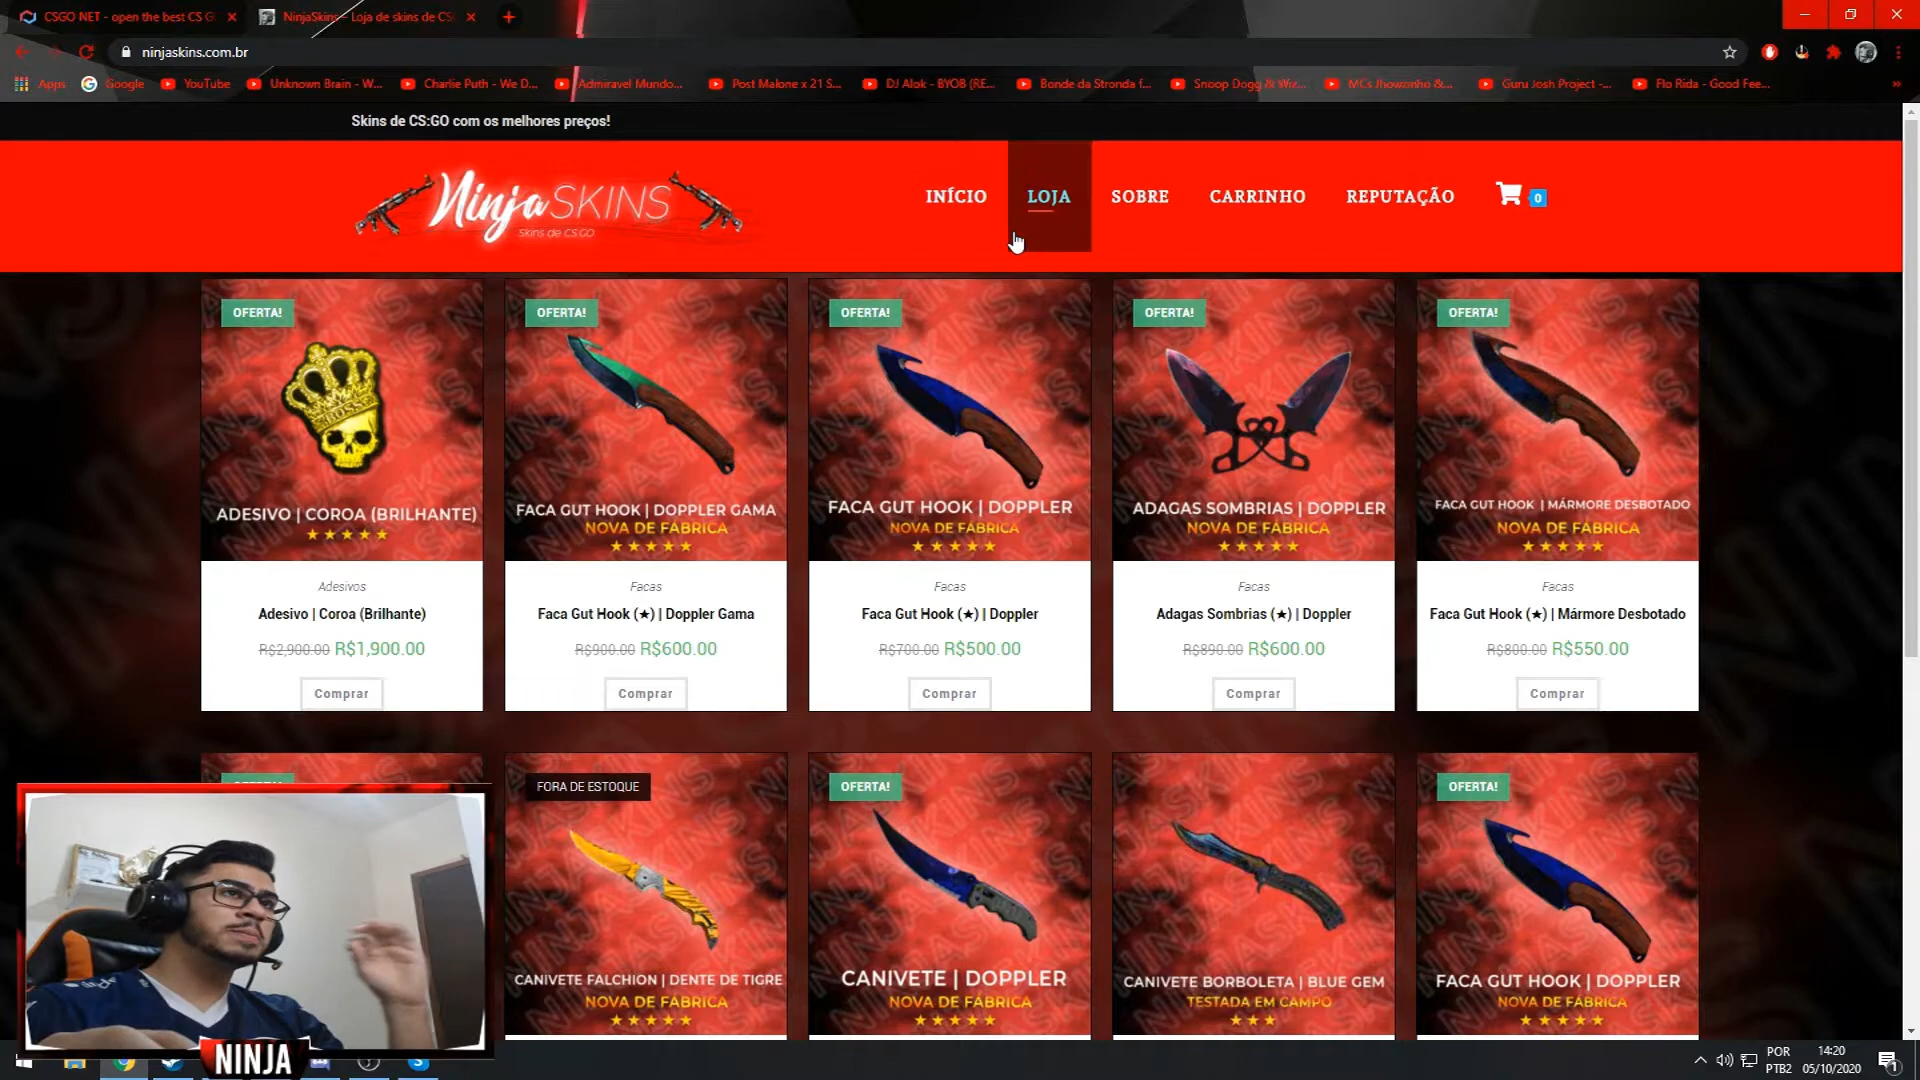 CSGO NET - open the best CS G
NinjaSkins – Loja de skins de CS:
ninjaskins.com.br
Apps
Google
YouTube
Unknown Brain - W...
Charlie Puth - We D...
Admiravel Mundo...
Post Malone x 21 S...
DJ Alok - BYOB (RE...
Bonde da Stronda f...
Snoop Dogg & Wiz...
MCs Jhowzinho &...
Guru Josh Project -...
Flo Rida - Good Fee...
Skins de CS:GO com os melhores preços!
Ninja SKINS
Skins de CS:GO
INÍCIO
LOJA
SOBRE
CARRINHO
REPUTAÇÃO
0
OFERTA!
OFERTA!
OFERTA!
OFERTA!
OFERTA!
ADESIVO | COROA (BRILHANTE)
FACA GUT HOOK | DOPPLER GAMA
NOVA DE FÁBRICA
FACA GUT HOOK | DOPPLER
NOVA DE FÁBRICA
ADAGAS SOMBRIAS | DOPPLER
NOVA DE FÁBRICA
FACA GUT HOOK | MÁRMORE DESBOTADO
NOVA DE FÁBRICA
Adesivos
Adesivo | Coroa (Brilhante)
R$2,900.00 R$1,900.00
Comprar
Facas
Faca Gut Hook (★) | Doppler Gama
R$900.00 R$600.00
Comprar
Facas
Faca Gut Hook (★) | Doppler
R$700.00 R$500.00
Comprar
Facas
Adagas Sombrias (★) | Doppler
R$890.00 R$600.00
Comprar
Facas
Faca Gut Hook (★) | Mármore Desbotado
R$800.00 R$550.00
Comprar
FORA DE ESTOQUE
OFERTA!
OFERTA!
CANIVETE FALCHION | DENTE DE TIGRE
NOVA DE FÁBRICA
CANIVETE | DOPPLER
NOVA DE FÁBRICA
CANIVETE BORBOLETA | BLUE GEM
TESTADA EM CAMPO
FACA GUT HOOK | DOPPLER
NOVA DE FÁBRICA
NINJA
POR
PTB2
14:20
05/10/2020
1